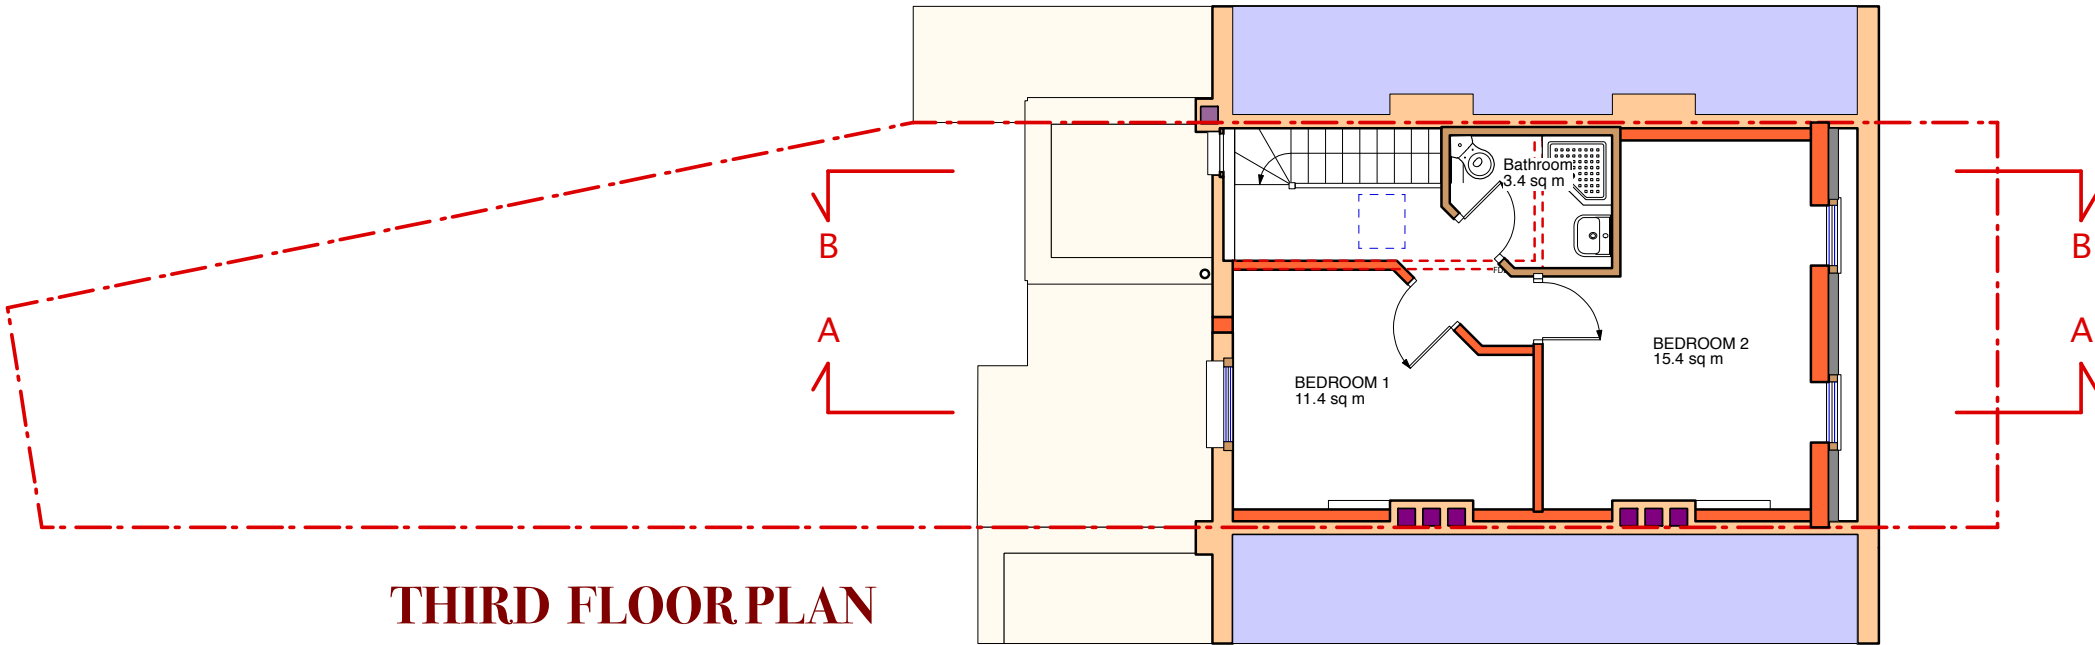 Bathroom
3.4 sq m
B
B
A
A
BEDROOM 2
15.4 sq m
BEDROOM 1
11.4 sq m
THIRD FLOOR PLAN